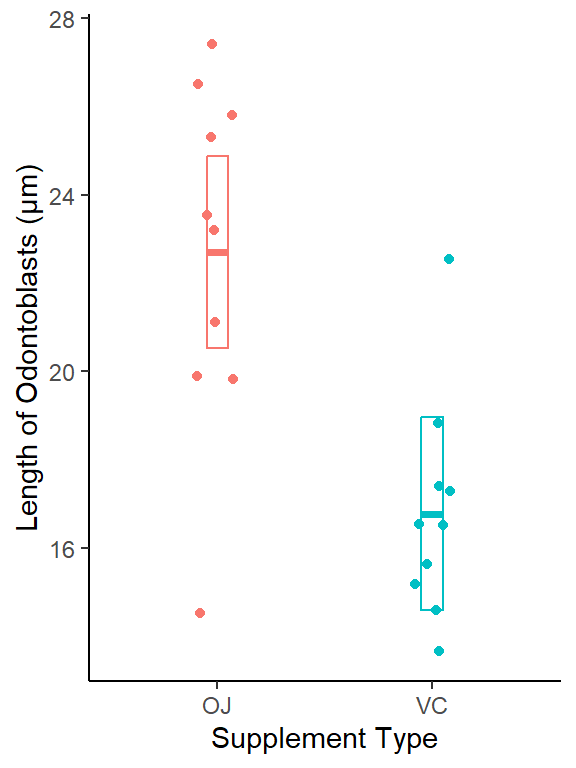 Length of Odontoblasts (μm)
28
24
20
16
OJ VC
Supplement Type